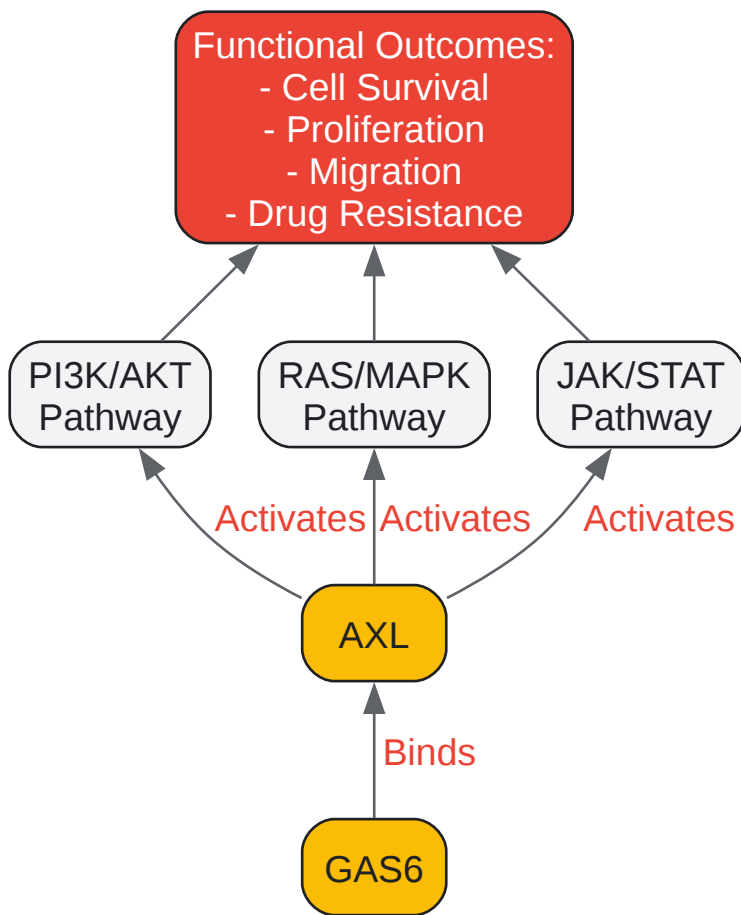 Functional Outcomes:
- Cell Survival
- Proliferation
- Migration
- Drug Resistance
PI3K/AKT
Pathway
RAS/MAPK
Pathway
JAK/STAT
Pathway
Activates
Activates
Activates
AXL
Binds
GAS6